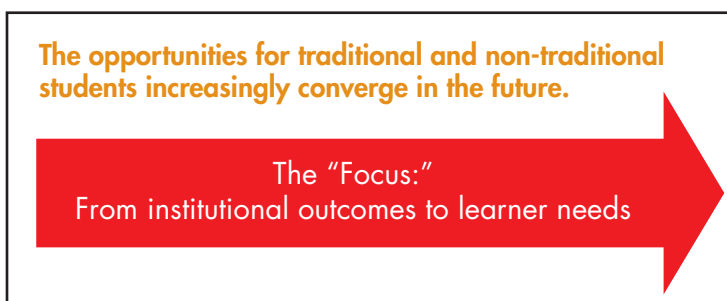 The opportunities for traditional and non-traditional
students increasingly converge in the future.
The “Focus:”
From institutional outcomes to learner needs